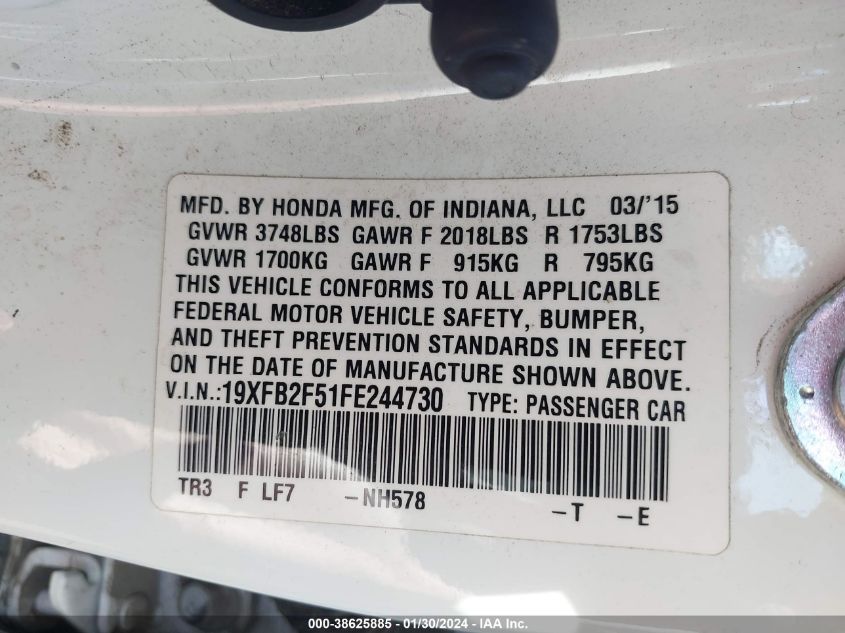 MFD. BY HONDA MFG. OF INDIANA, LLC 03/'15
GVWR 3748LBS GAWR F 2018LBS R 1753LBS
GVWR 1700KG GAWR F 915KG R 795KG
THIS VEHICLE CONFORMS TO ALL APPLICABLE
FEDERAL MOTOR VEHICLE SAFETY, BUMPER,
AND THEFT PREVENTION STANDARDS IN EFFECT
ON THE DATE OF MANUFACTURE SHOWN ABOVE.
V.I.N.:19XFB2F51FE244730 TYPE: PASSENGER CAR
TR3 F LF7 -NH578 -T -E
000-38625885 - 01/30/2024 - IAA Inc.